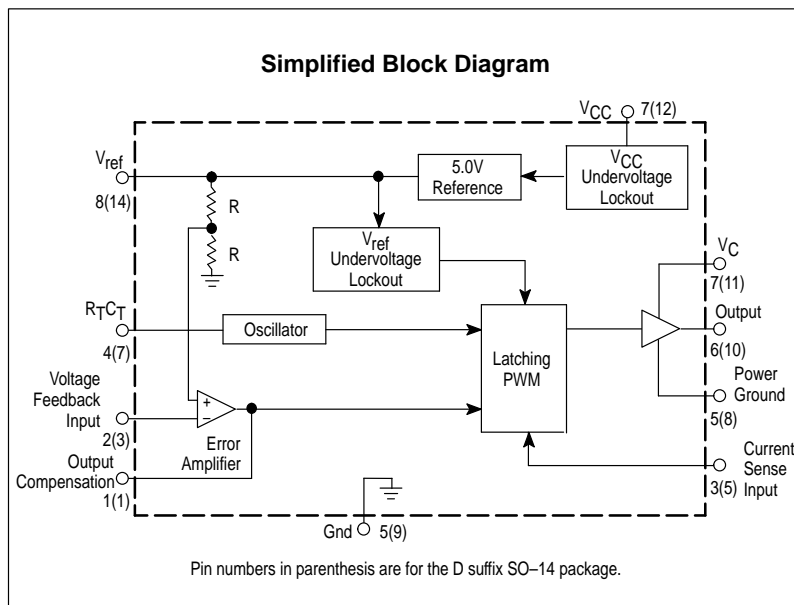 Simplified Block Diagram
VCC 7(12)
Vref
8(14)
5.0V
Reference
VCC
Undervoltage
Lockout
R
R
Vref
Undervoltage
Lockout
VC
7(11)
RTCT
4(7)
Oscillator
Latching
PWM
Output
6(10)
Voltage
Feedback
Input
2(3)
+
–
Error
Amplifier
Power
Ground
5(8)
Output
Compensation
1(1)
Current
Sense
Input
3(5)
Gnd 5(9)
Pin numbers in parenthesis are for the D suffix SO–14 package.